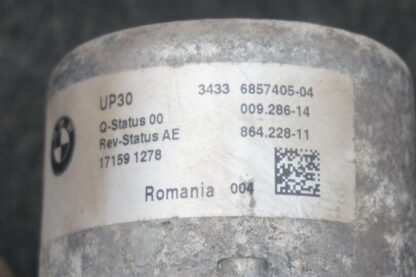 UP30 3433 6857405-04
Q-Status 00 009.286-14
Rev-Status AE 864.228-11
17159 1278
Romania 004